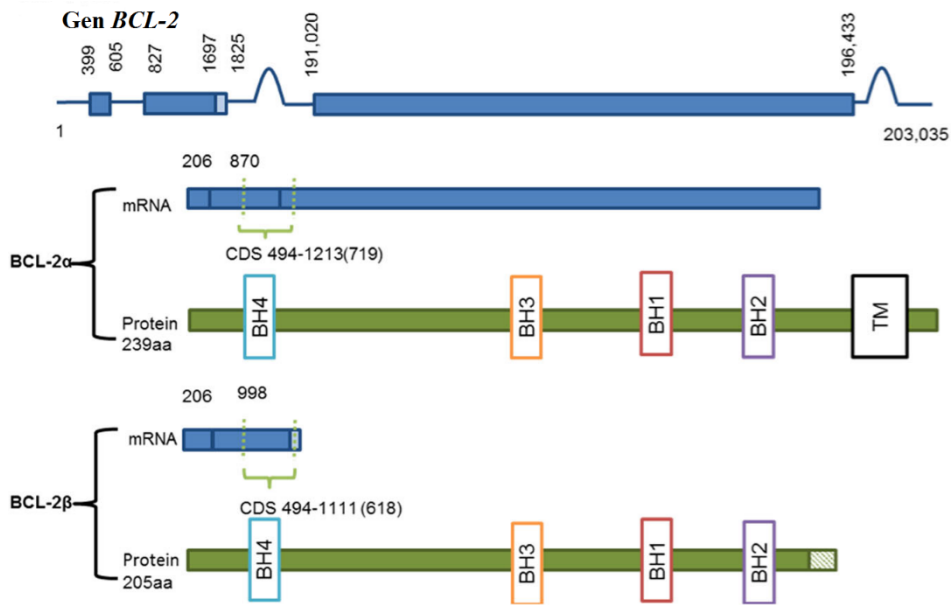 Gen BCL-2
399 605 827 1697 1825 191,020 196,433
1 203,035
206 870
mRNA
CDS 494-1213(719)
BCL-2α
BH4 BH3 BH1 BH2 TM
Protein
239aa
206 998
mRNA
CDS 494-1111(618)
BCL-2β
BH4 BH3 BH1 BH2
Protein
205aa